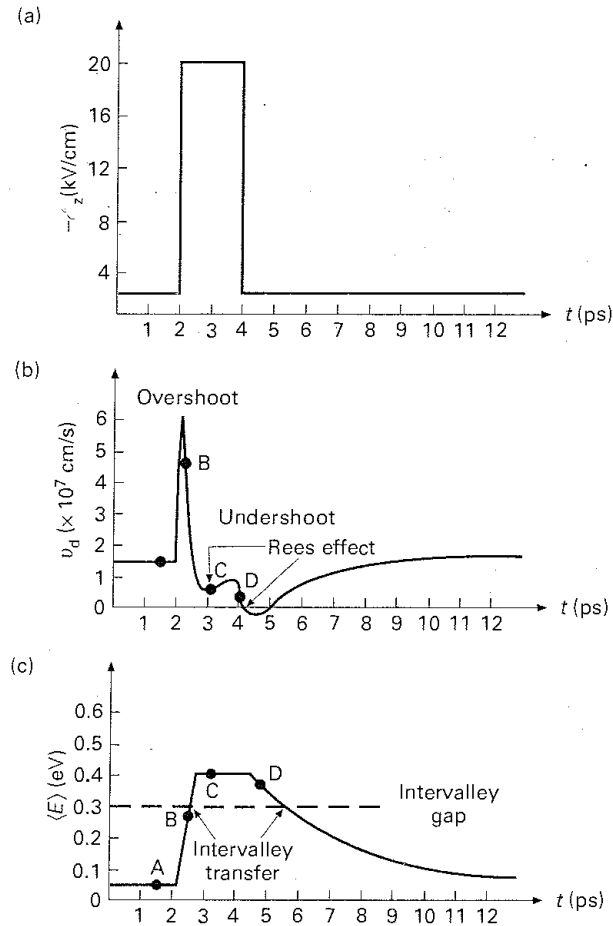 (a)
20
16
12
8
4
z(kV/cm)
1 2 3 4 5 6 7 8 9 10 11 12
t (ps)
(b)
Overshoot
6
5
4
3
2
1
0
υd (× 10⁷ cm/s)
B
Undershoot
Rees effect
C
D
1 2 3 4 5 6 7 8 9 10 11 12
t (ps)
(c)
0.6
0.5
0.4
0.3
0.2
0.1
0
⟨E⟩ (eV)
A
B
C
D
Intervalley
gap
Intervalley
transfer
1 2 3 4 5 6 7 8 9 10 11 12
t (ps)